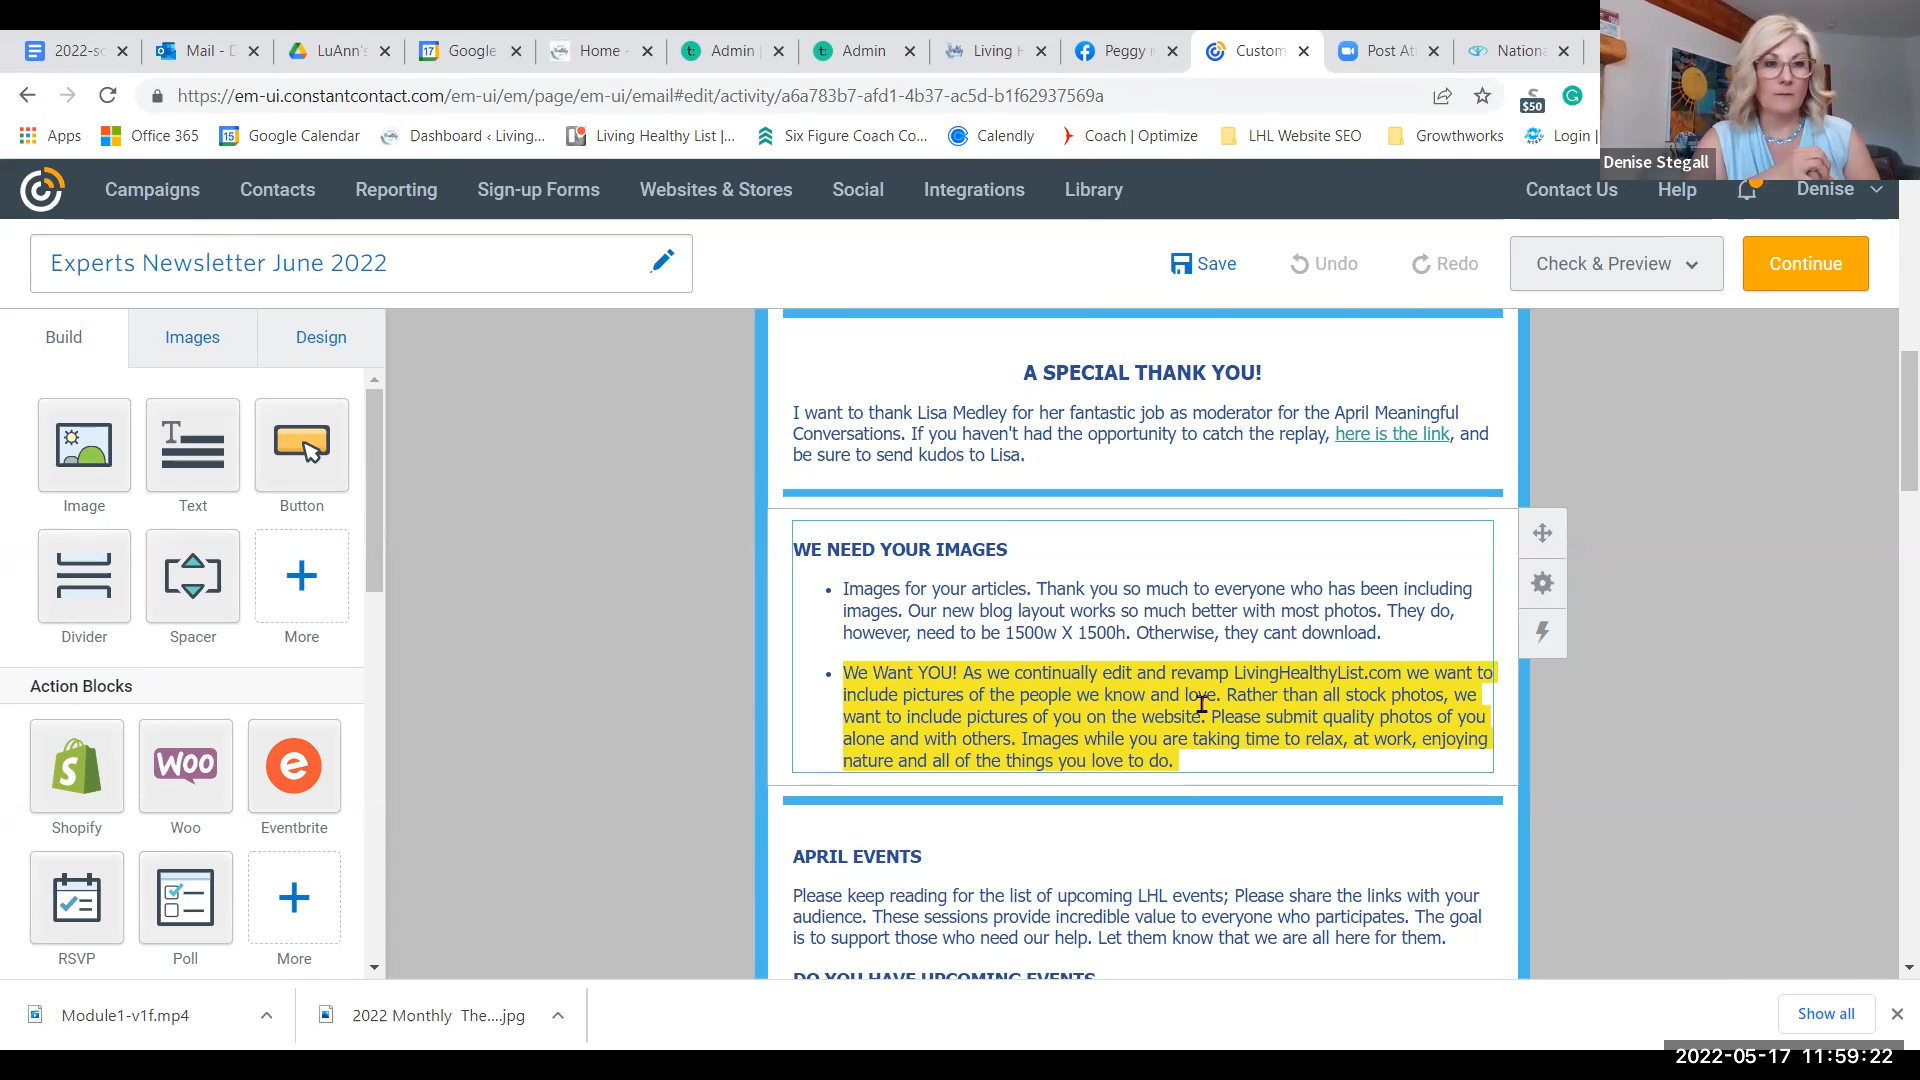 2022-sc
Mail - D
LuAnn's
17 Google
Home -
Admin |
Admin
Living H
Peggy
Custom
Post At
Nationa
https://em-ui.constantcontact.com/em-ui/em/page/em-ui/email#edit/activity/a6a783b7-afd1-4b37-ac5d-b1f62937569a
$50
Apps
Office 365
15 Google Calendar
Dashboard ‹ Living...
Living Healthy List |...
Six Figure Coach Co...
Calendly
Coach | Optimize
LHL Website SEO
Growthworks
Login |
Denise Stegall
Campaigns
Contacts
Reporting
Sign-up Forms
Websites & Stores
Social
Integrations
Library
Contact Us
Help
Denise
Experts Newsletter June 2022
Save
Undo
Redo
Check & Preview
Continue
Build
Images
Design
Image
Text
Button
Divider
Spacer
More
Action Blocks
Woo
Shopify
Woo
Eventbrite
RSVP
Poll
More
A SPECIAL THANK YOU!
I want to thank Lisa Medley for her fantastic job as moderator for the April Meaningful
Conversations. If you haven't had the opportunity to catch the replay, here is the link, and
be sure to send kudos to Lisa.
WE NEED YOUR IMAGES
• Images for your articles. Thank you so much to everyone who has been including
images. Our new blog layout works so much better with most photos. They do,
however, need to be 1500w X 1500h. Otherwise, they cant download.
• We Want YOU! As we continually edit and revamp LivingHealthyList.com we want to
include pictures of the people we know and love. Rather than all stock photos, we
want to include pictures of you on the website. Please submit quality photos of you
alone and with others. Images while you are taking time to relax, at work, enjoying
nature and all of the things you love to do.
APRIL EVENTS
Please keep reading for the list of upcoming LHL events; Please share the links with your
audience. These sessions provide incredible value to everyone who participates. The goal
is to support those who need our help. Let them know that we are all here for them.
DO YOU HAVE UPCOMING EVENTS
Module1-v1f.mp4
2022 Monthly The....jpg
Show all
2022-05-17 11:59:22